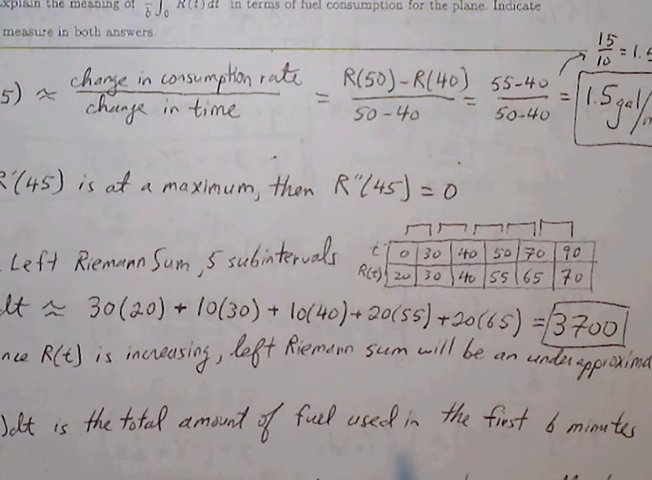 xplain the meaning of 1/b ∫₀ R(t)dt in terms of fuel consumption for the plane. Indicate
measure in both answers.
15/10 = 1.5
5) ≈ change in consumption rate / change in time = R(50)-R(40) / 50-40 = 55-40 / 50-40 = 1.5 gal/
R'(45) is at a maximum, then R''(45) = 0
Left Riemann Sum, 5 subintervals
t 0 30 40 50 70 90
R(t) 20 30 40 55 65 70
dt ≈ 30(20) + 10(30) + 10(40) + 20(55) + 20(65) = 3700
nce R(t) is increasing, left Riemann sum will be an underapproxima
)dt is the total amount of fuel used in the first b minutes